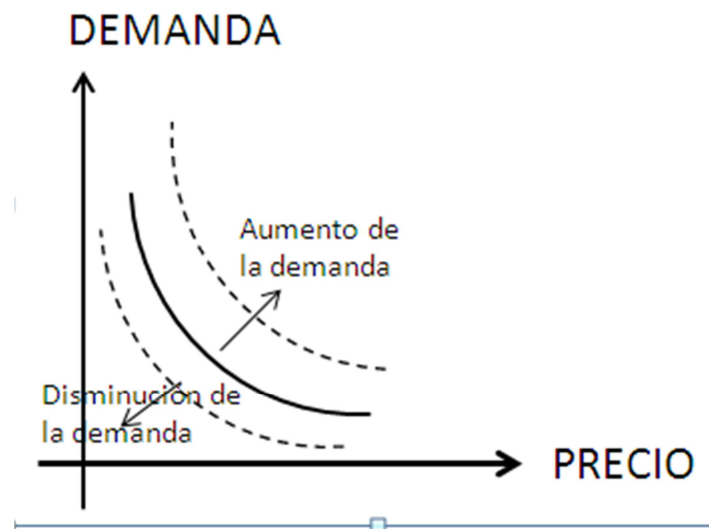 DEMANDA
Aumento de
la demanda
Disminución de
la demanda
PRECIO